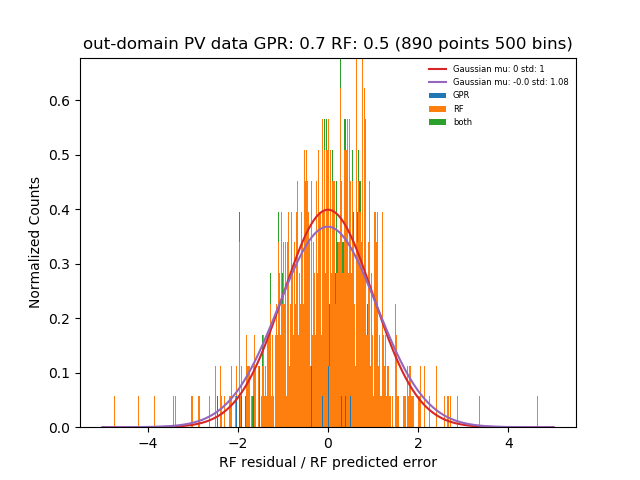 out-domain PV data GPR: 0.7 RF: 0.5 (890 points 500 bins)
Gaussian mu: 0 std: 1
Gaussian mu: -0.0 std: 1.08
GPR
RF
both
Normalized Counts
0.6
0.5
0.4
0.3
0.2
0.1
0.0
−4
−2
0
2
4
RF residual / RF predicted error